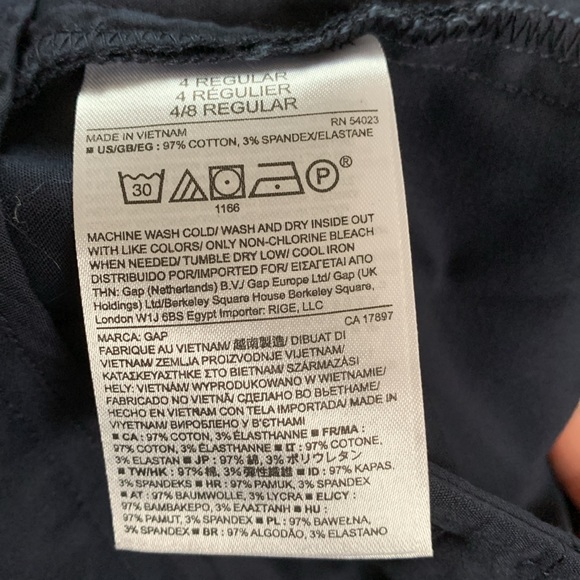 4 REGULAR
4 RÉGULIER
4/8 REGULAR
MADE IN VIETNAM RN 54023
■ US/GB/EG : 97% COTTON, 3% SPANDEX/ELASTANE
30 P ®
1166
MACHINE WASH COLD/ WASH AND DRY INSIDE OUT
WITH LIKE COLORS/ ONLY NON-CHLORINE BLEACH
WHEN NEEDED/ TUMBLE DRY LOW/ COOL IRON
DISTRIBUIDO POR/IMPORTED FOR/ ΕΙΣΑΓΕΤΑΙ ΑΠΟ
ΤΗΝ: Gap (Netherlands) B.V./ Gap Europe Ltd/ Gap (UK
Holdings) Ltd/Berkeley Square House Berkeley Square,
London W1J 6BS Egypt Importer: RIGE, LLC
MARCA: GAP CA 17897
FABRIQUE AU VIETNAM/ 越南製造/ DIBUAT DI
VIETNAM/ ZEMLJA PROIZVODNJE VIJETNAM/
ΚΑΤΑΣΚΕΥΑΣΤΗΚΕ ΣΤΟ ΒΙΕΤΝΑΜ/ SZÁRMAZÁSI
HELY: VIETNÁM/ WYPRODUKOWANO W WIETNAMIE/
FABRICADO NO VIETNÃ/ СДЕЛАНО ВО ВЬЕТНАМЕ/
HECHO EN VIETNAM CON TELA IMPORTADA/ MADE IN
VIYETNAM/ ВИРОБЛЕНО У В'ЄТНАМІ
■ CA : 97% COTON, 3% ÉLASTHANNE ■ FR/MA :
97% COTON, 3% ÉLASTHANNE ■ IT : 97% COTONE,
3% ELASTAN ■ JP : 97% 綿, 3% ポリウレタン
■ TW/HK : 97% 棉, 3% 彈性纖維 ■ ID : 97% KAPAS,
3% SPANDEKS ■ HR : 97% PAMUK, 3% SPANDEX
■ AT : 97% BAUMWOLLE, 3% LYCRA ■ EL/CY :
97% ΒΑΜΒΑΚΕΡΟ, 3% ΕΛΑΣΤΑΝΗ ■ HU :
97% PAMUT, 3% SPANDEX ■ PL : 97% BAWEŁNA,
3% SPANDEX ■ BR : 97% ALGODÃO, 3% ELASTANO